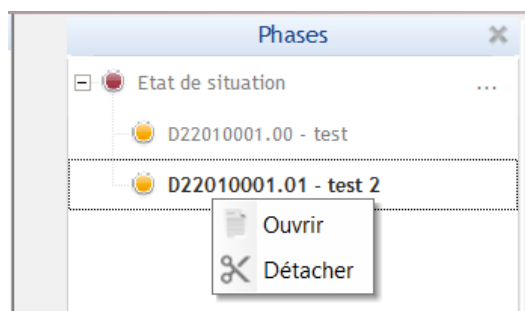 Phases
Etat de situation ...
D22010001.00 - test
D22010001.01 - test 2
Ouvrir
Détacher